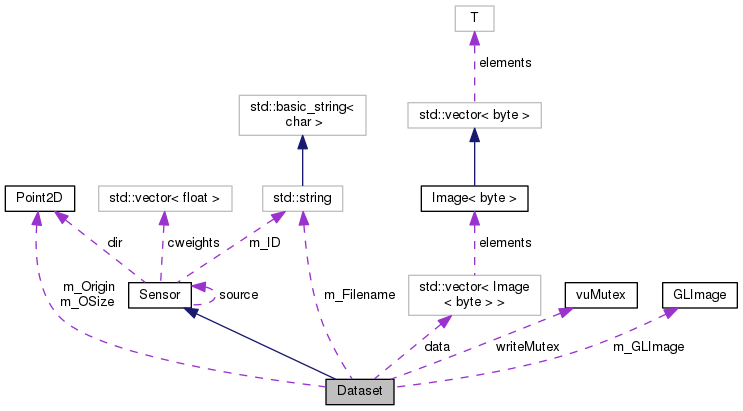 T
elements
std::basic_string<
char >
std::vector< byte >
Point2D
std::vector< float >
std::string
Image< byte >
dir
cweights
m_ID
elements
m_Origin
m_OSize
Sensor
source
m_Filename
std::vector< Image
< byte > >
vuMutex
GLImage
data
writeMutex
m_GLImage
Dataset